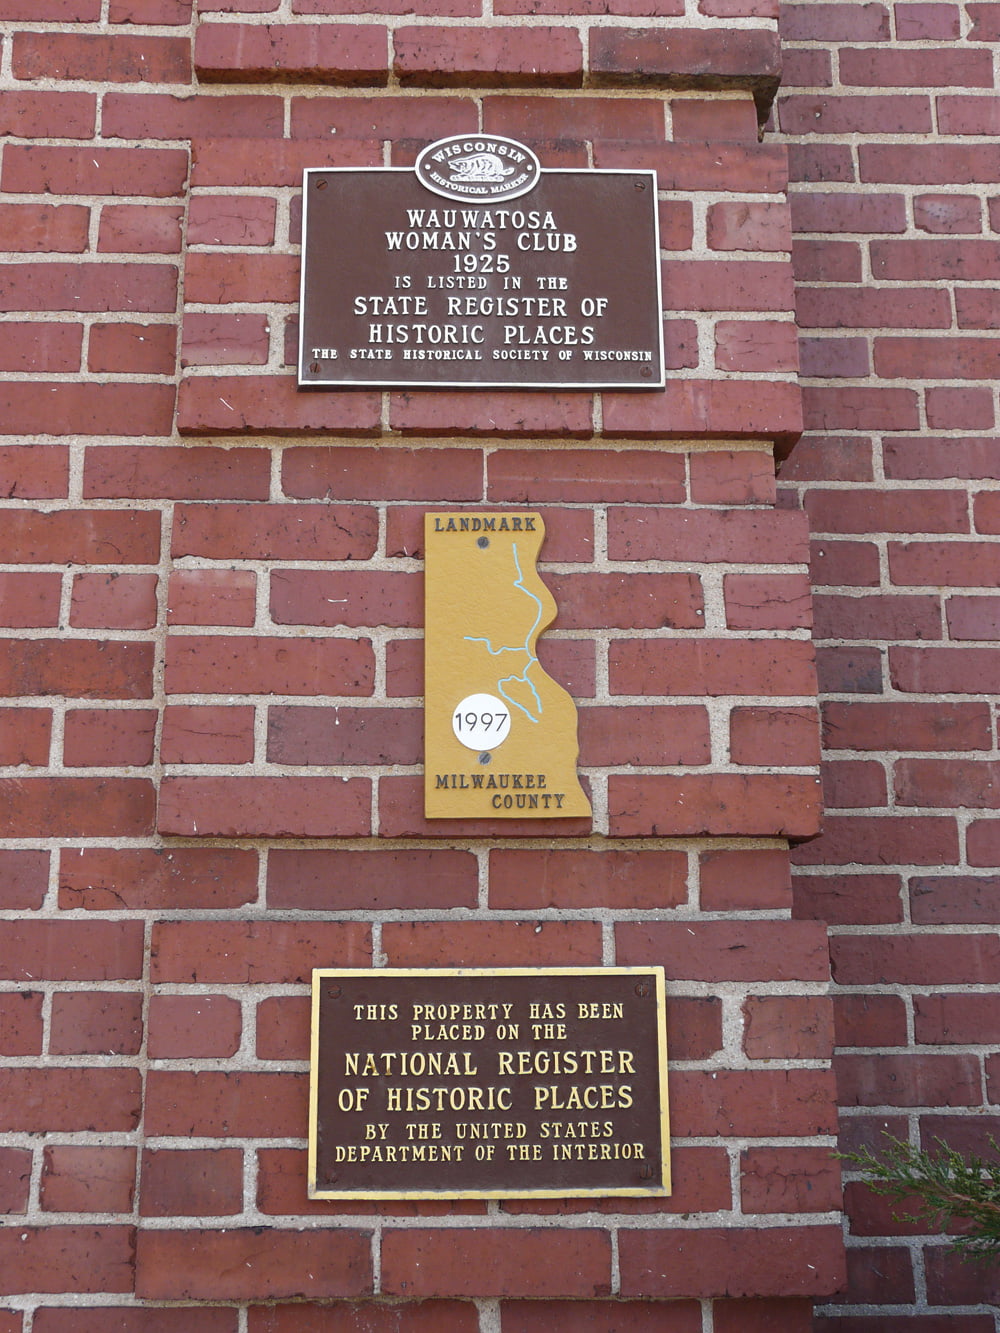 WISCONSIN
HISTORICAL MARKER
WAUWATOSA
WOMAN'S CLUB
1925
IS LISTED IN THE
STATE REGISTER OF
HISTORIC PLACES
THE STATE HISTORICAL SOCIETY OF WISCONSIN
LANDMARK
1997
MILWAUKEE
COUNTY
THIS PROPERTY HAS BEEN
PLACED ON THE
NATIONAL REGISTER
OF HISTORIC PLACES
BY THE UNITED STATES
DEPARTMENT OF THE INTERIOR